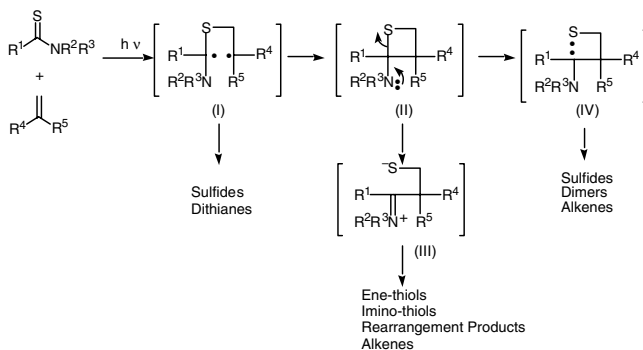 S
R¹ NR²R³
+
R⁴ R⁵
h ν
S
R¹ R⁴
R²R³N R⁵
(I)
Sulfides
Dithianes
S
R¹ R⁴
R²R³N R⁵
(II)
⁻S
R¹ R⁴
R²R³N⁺ R⁵
(III)
Ene-thiols
Imino-thiols
Rearrangement Products
Alkenes
S
R¹ R⁴
R²R³N R⁵
(IV)
Sulfides
Dimers
Alkenes